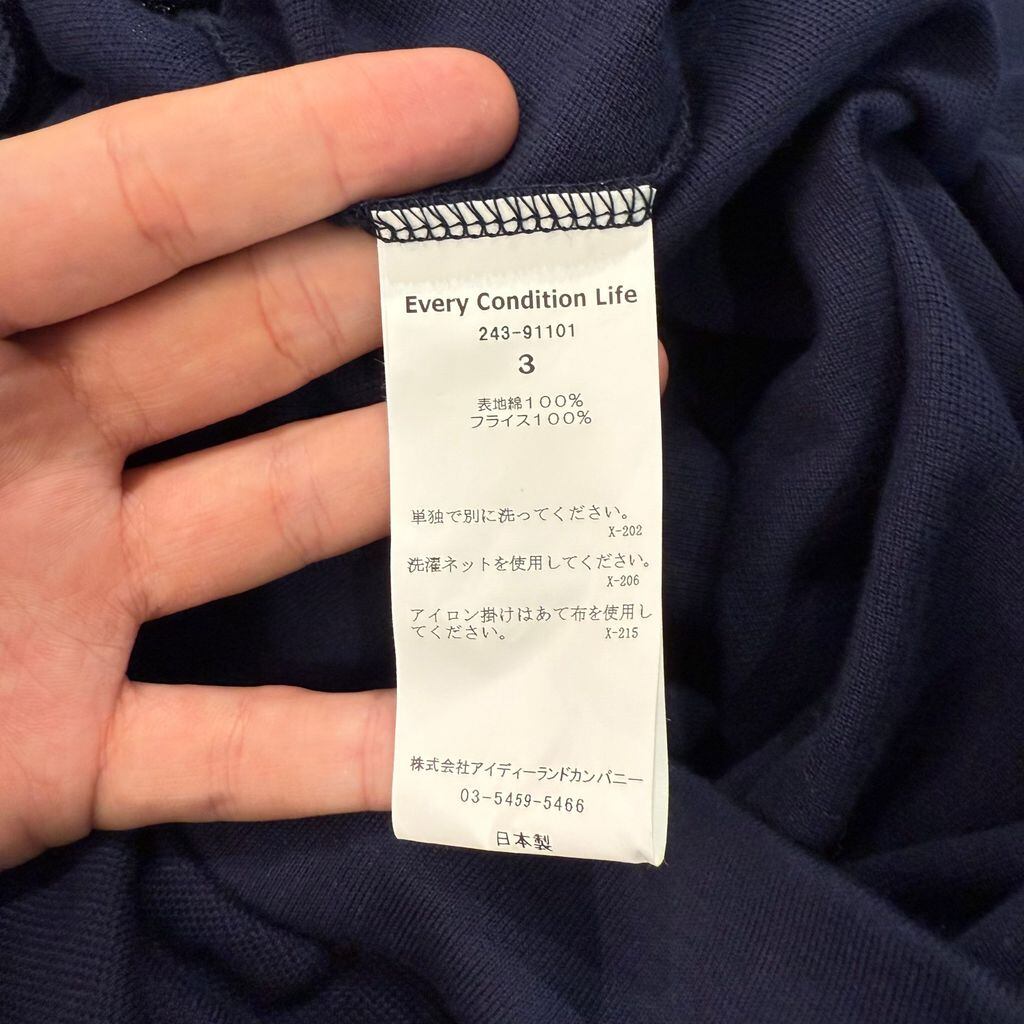 Every Condition Life
243-91101
3
表地綿１００％
フライス１００％
単独で別に洗ってください。
X-202
洗濯ネットを使用してください。
X-206
アイロン掛けはあて布を使用し
てください。 X-215
株式会社アイディーランドカンパニー
03-5459-5466
日本製